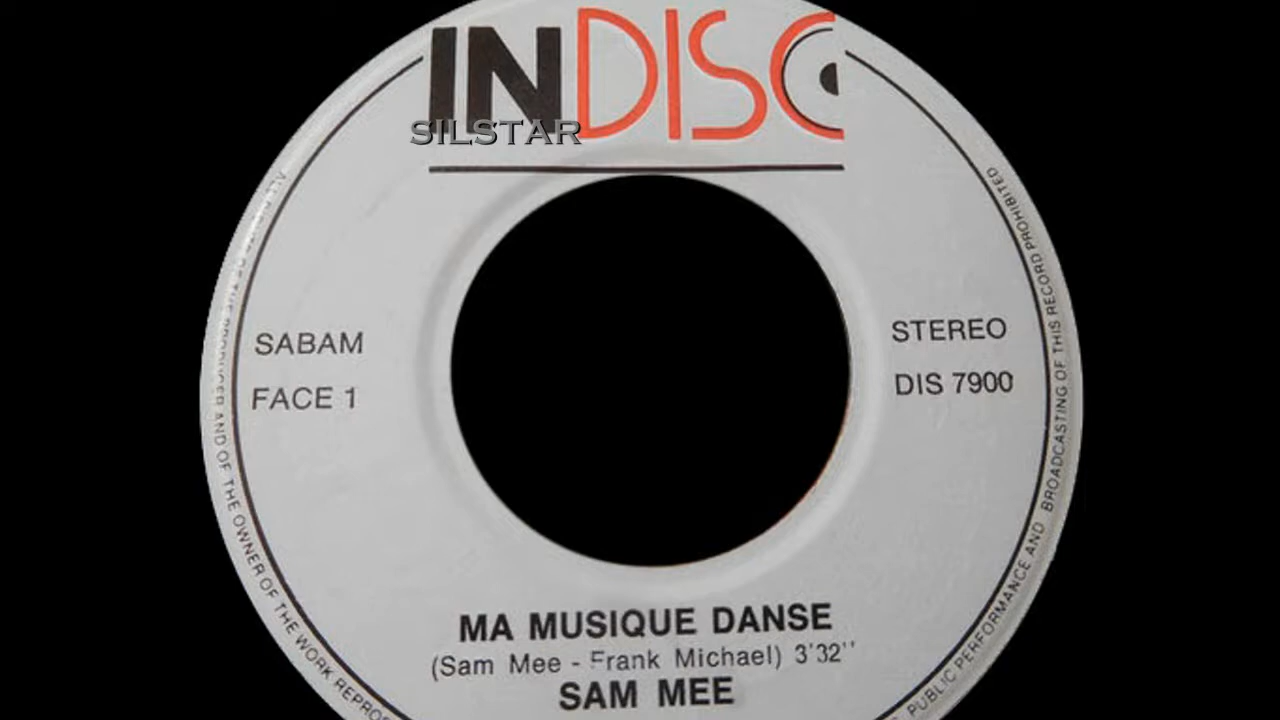 INDISC
SILSTAR
SABAM
FACE 1
STEREO
DIS 7900
MA MUSIQUE DANSE
(Sam Mee - Frank Michael) 3'32''
SAM MEE
PRODUCER AND OF THE OWNER OF THE WORK
PUBLIC PERFORMANCE AND BROADCASTING OF THIS RECORD PROHIBITED